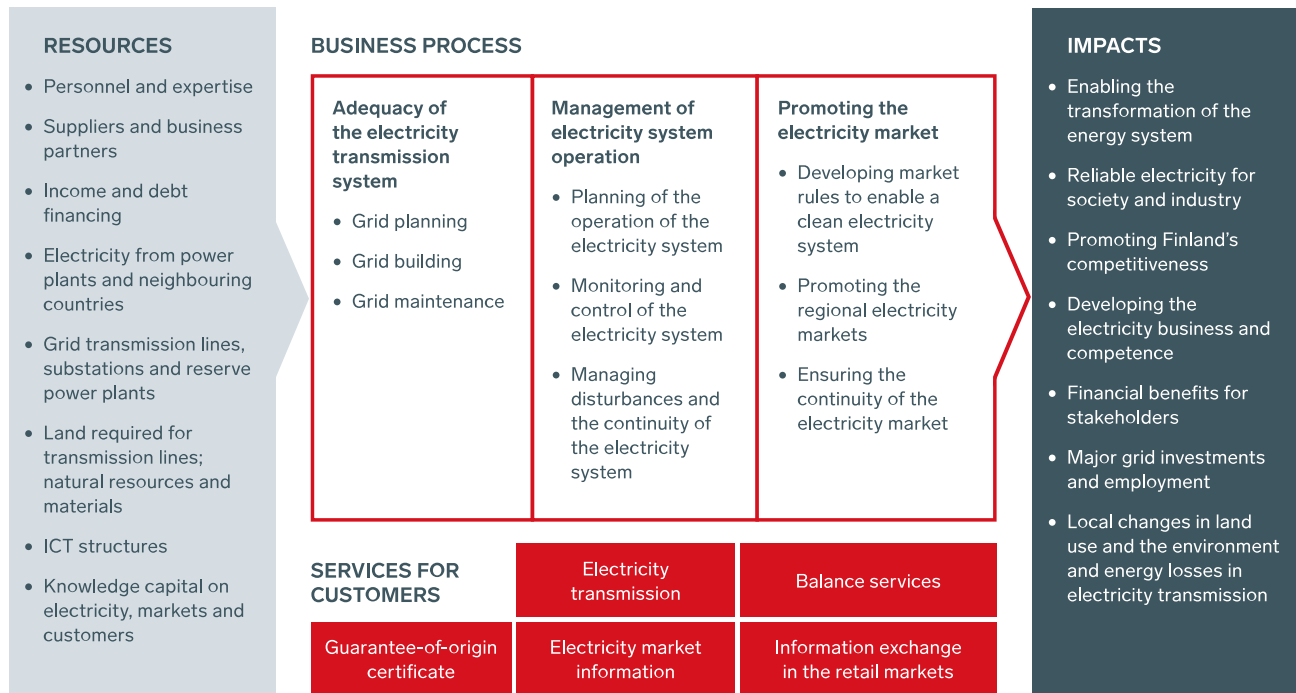 RESOURCES
• Personnel and expertise
• Suppliers and business
partners
• Income and debt
financing
• Electricity from power
plants and neighbouring
countries
• Grid transmission lines,
substations and reserve
power plants
• Land required for
transmission lines;
natural resources and
materials
• ICT structures
• Knowledge capital on
electricity, markets and
customers
BUSINESS PROCESS
Adequacy of
the electricity
transmission
system
• Grid planning
• Grid building
• Grid maintenance
Management of
electricity system
operation
• Planning of the
operation of the
electricity system
• Monitoring and
control of the
electricity system
• Managing
disturbances and
the continuity of
the electricity
system
Promoting the
electricity market
• Developing market
rules to enable a
clean electricity
system
• Promoting the
regional electricity
markets
• Ensuring the
continuity of the
electricity market
SERVICES FOR
CUSTOMERS
Electricity
transmission
Balance services
Guarantee-of-origin
certificate
Electricity market
information
Information exchange
in the retail markets
IMPACTS
• Enabling the
transformation of the
energy system
• Reliable electricity for
society and industry
• Promoting Finland's
competitiveness
• Developing the
electricity business and
competence
• Financial benefits for
stakeholders
• Major grid investments
and employment
• Local changes in land
use and the environment
and energy losses in
electricity transmission